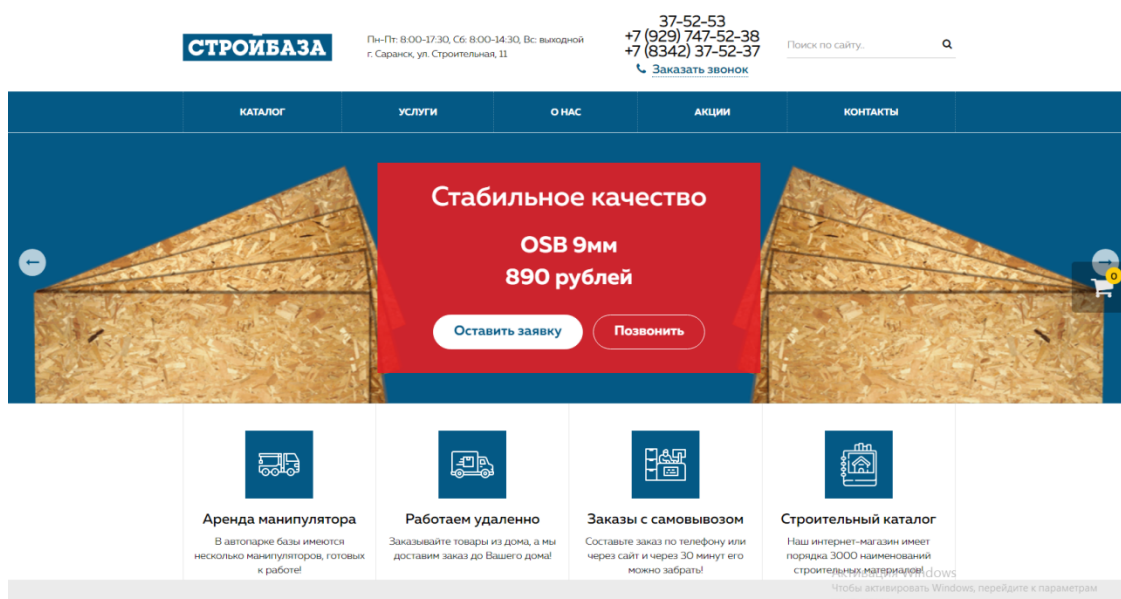 СТРОЙБАЗА
Пн-Пт: 8:00-17:30, Сб: 8:00-14:30, Вс: выходной
г. Саранск, ул. Строительная, 11
37-52-53
+7 (929) 747-52-38
+7 (8342) 37-52-37
Заказать звонок
Поиск по сайту..
КАТАЛОГ
УСЛУГИ
О НАС
АКЦИИ
КОНТАКТЫ
Стабильное качество
OSB 9мм
890 рублей
Оставить заявку
Позвонить
0
Аренда манипулятора
В автопарке базы имеются
несколько манипуляторов, готовых
к работе!
Работаем удаленно
Заказывайте товары из дома, а мы
доставим заказ до Вашего дома!
Заказы с самовывозом
Составьте заказ по телефону или
через сайт и через 30 минут его
можно забрать!
Строительный каталог
Наш интернет-магазин имеет
порядка 3000 наименований
строительных материалов!
Активация Windows
Чтобы активировать Windows, перейдите к параметрам